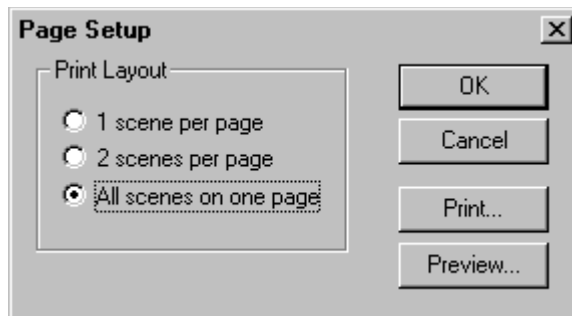 Page Setup
Print Layout
1 scene per page
2 scenes per page
All scenes on one page
OK
Cancel
Print...
Preview...